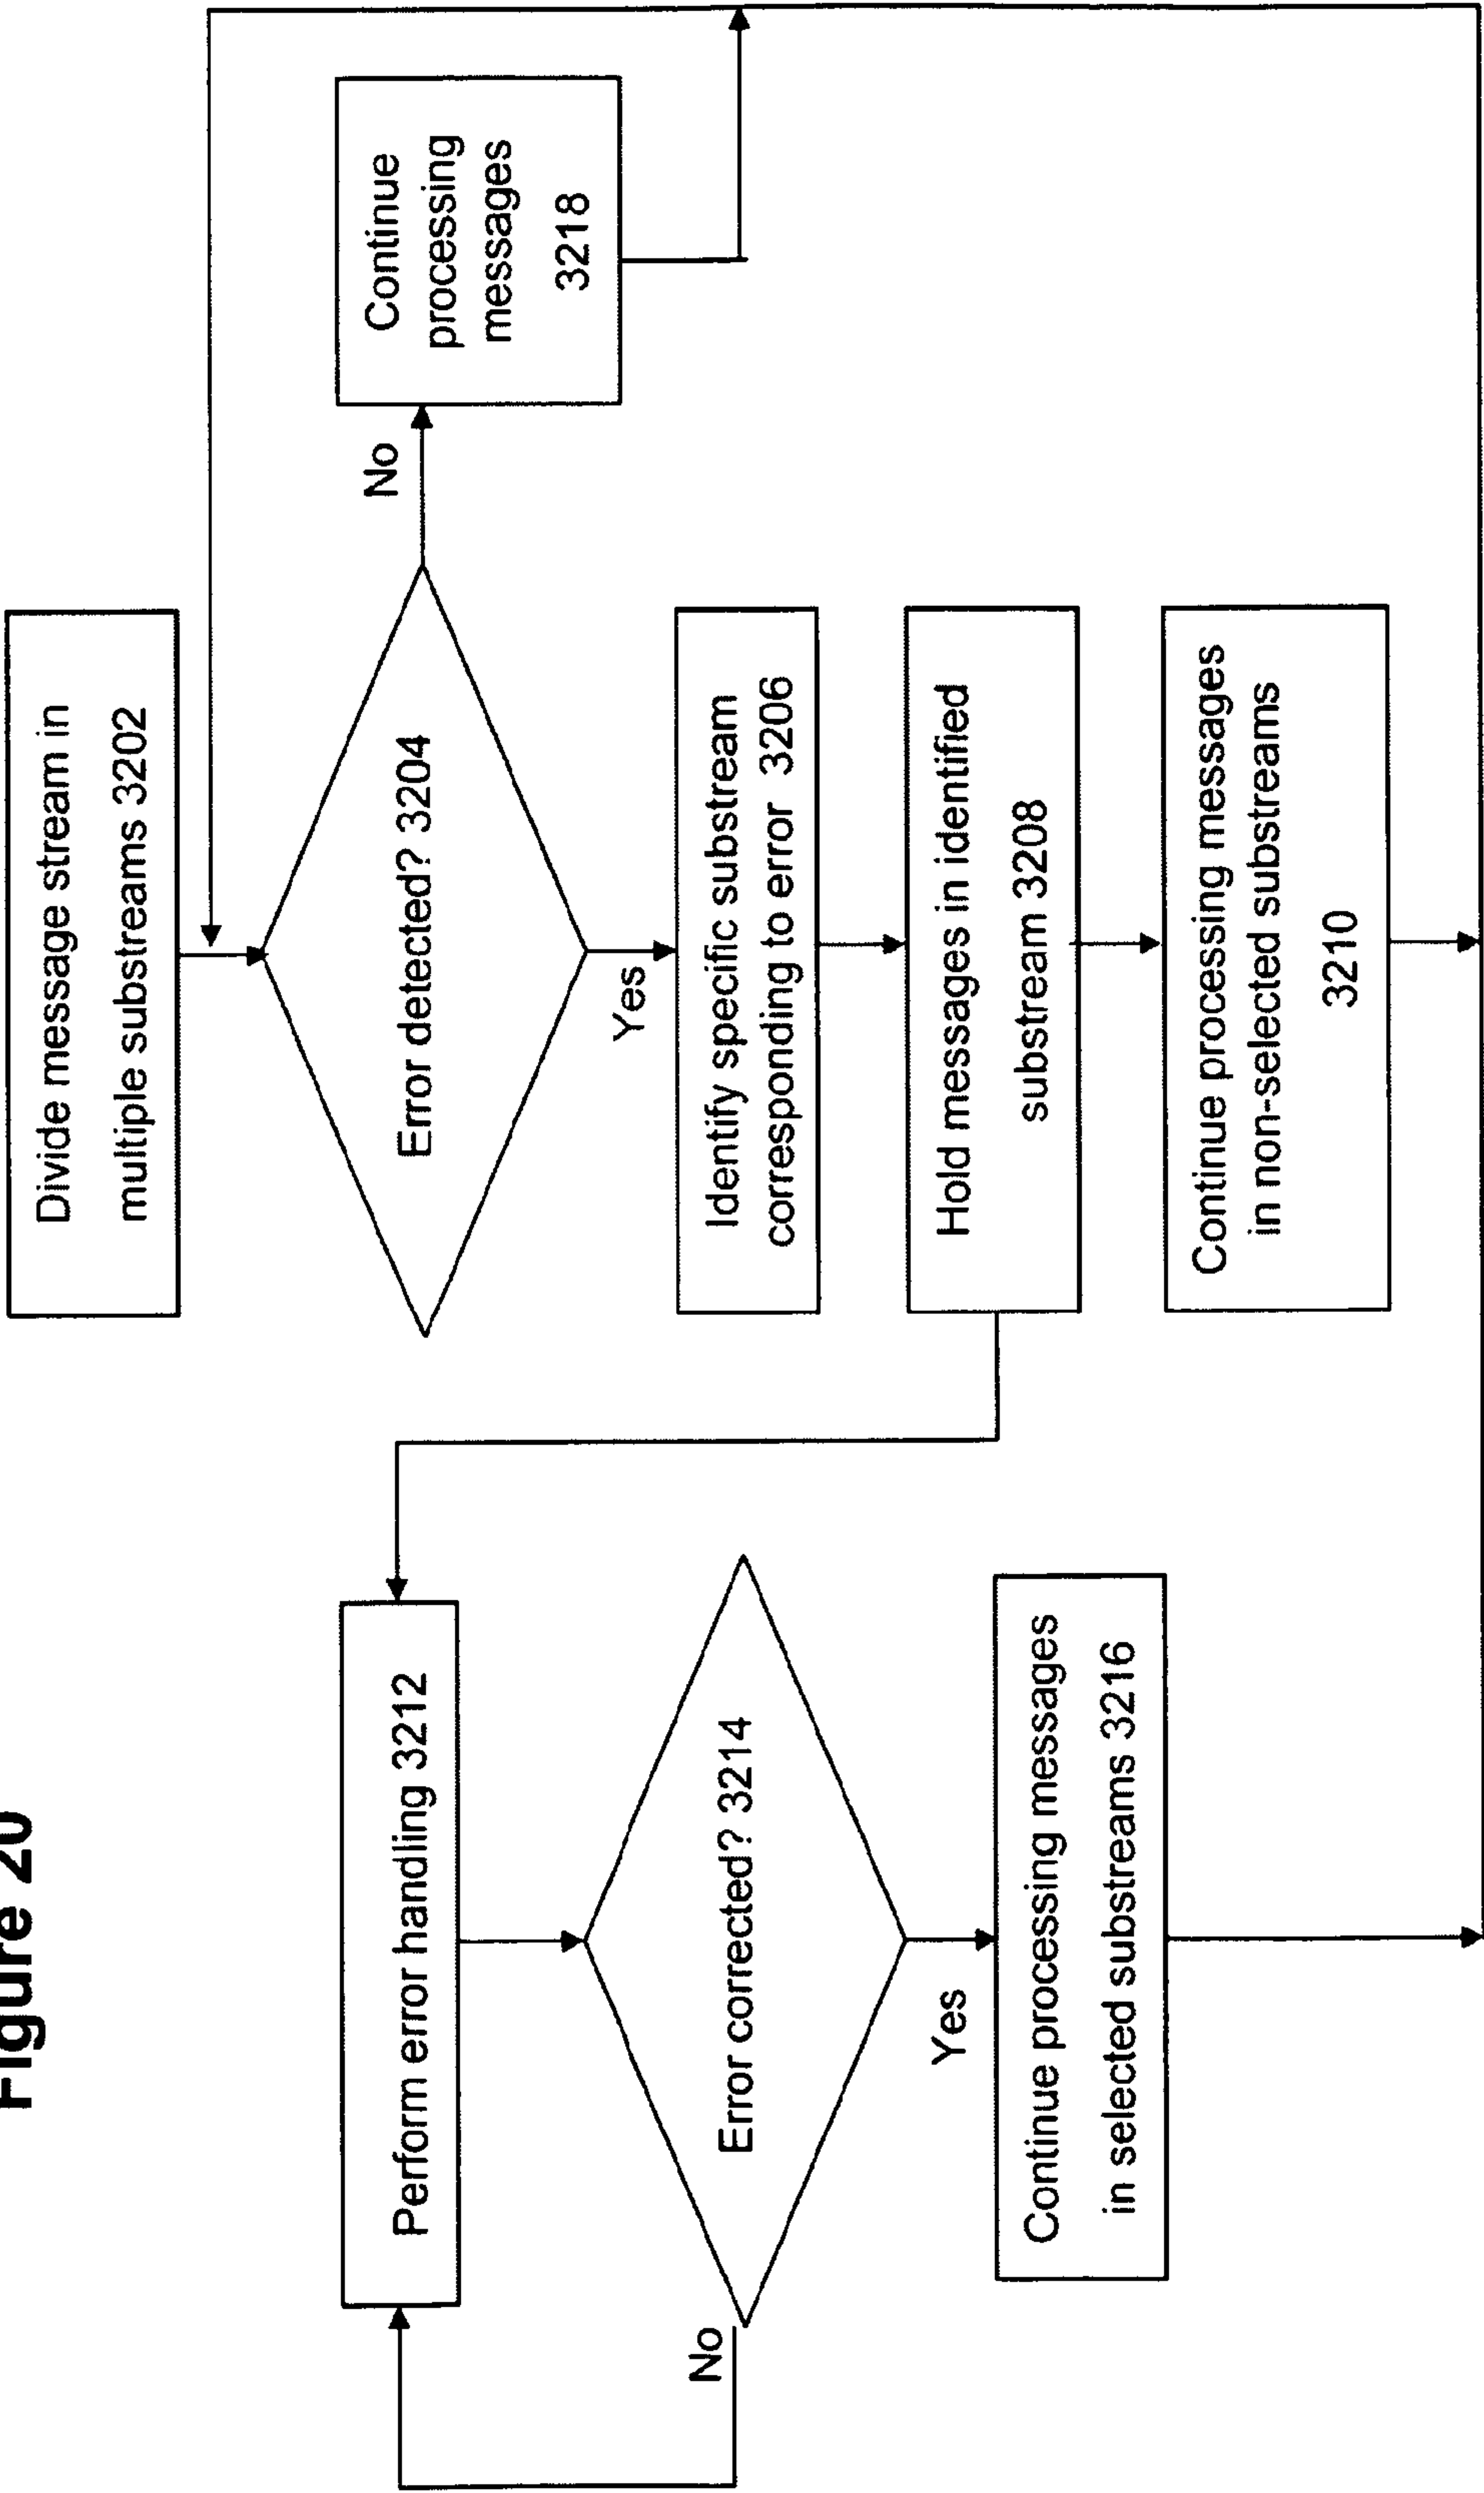 Figure 20
Divide message stream in
multiple substreams 3202
Error detected? 3204
No
Continue
processing
messages
3218
Yes
Identify specific substream
corresponding to error 3206
Hold messages in identified
substream 3208
Continue processing messages
in non-selected substreams
3210
Perform error handling 3212
Error corrected? 3214
No
Yes
Continue processing messages
in selected substreams 3216